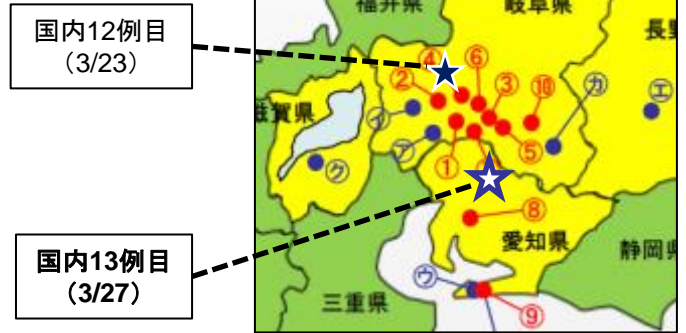 国内12例目
（3/23）
国内13例目
（3/27）
福井県
岐阜県
長野
滋賀県
愛知県
静岡県
三重県
④
⑥
②
③
⑩
㋕
㋓
㋑
㋐
①
⑤
㋗
⑧
㋒
⑨